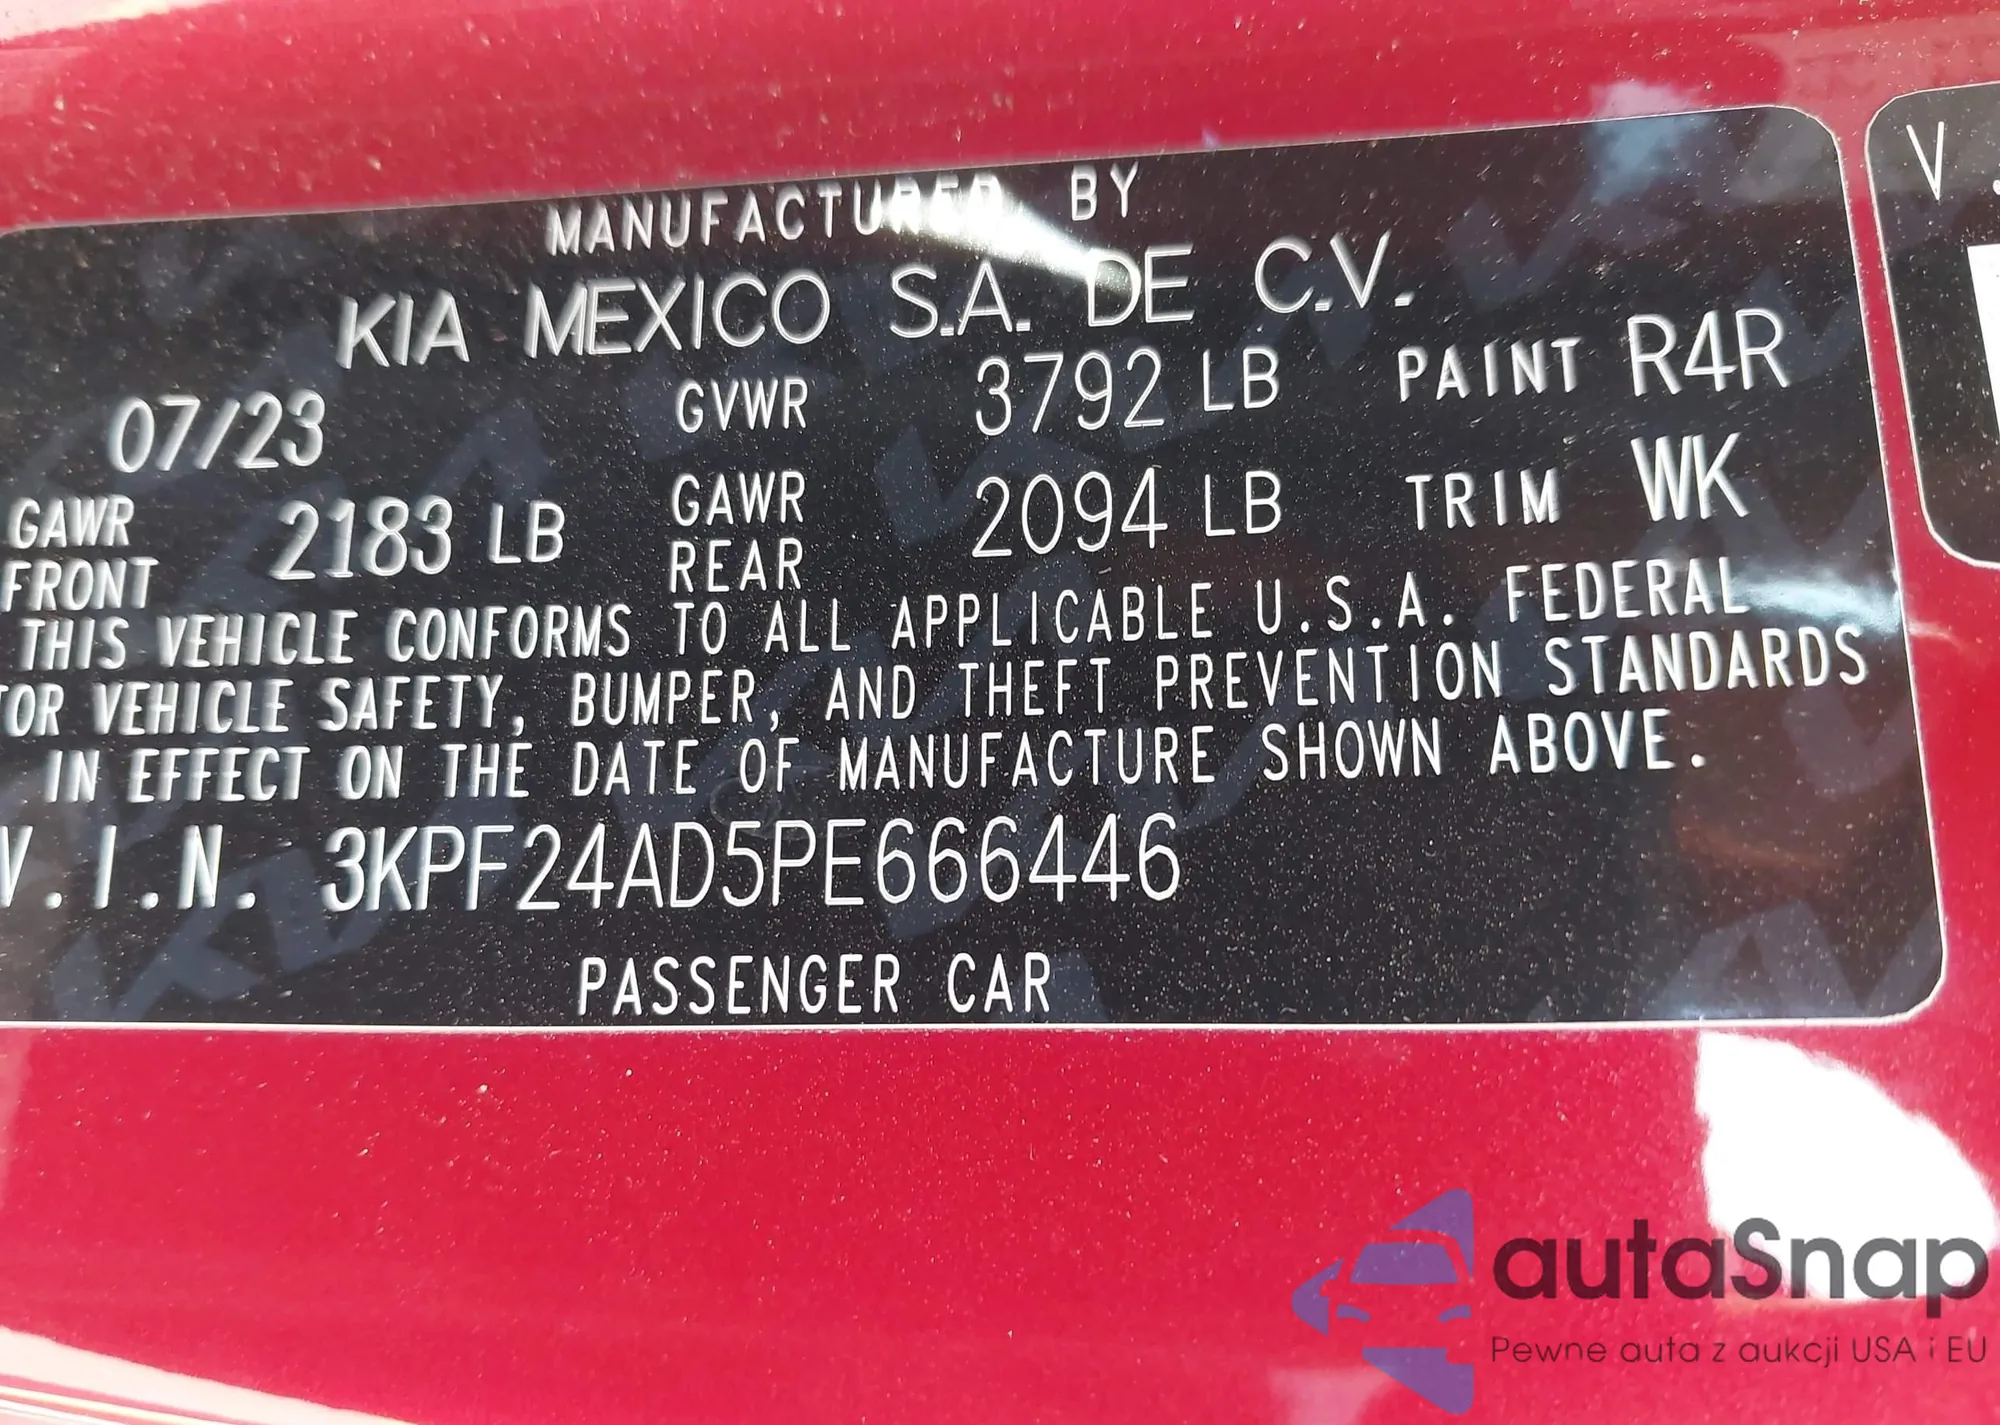 MANUFACTURED BY
KIA MEXICO S.A. DE C.V.
07/23 GVWR 3792 LB PAINT R4R
GAWR FRONT 2183 LB GAWR REAR 2094 LB TRIM WK
THIS VEHICLE CONFORMS TO ALL APPLICABLE U.S.A. FEDERAL
TOR VEHICLE SAFETY, BUMPER, AND THEFT PREVENTION STANDARDS
IN EFFECT ON THE DATE OF MANUFACTURE SHOWN ABOVE.
V.I.N. 3KPF24AD5PE666446
PASSENGER CAR
V.
autaSnap
Pewne auta z aukcji USA i EU